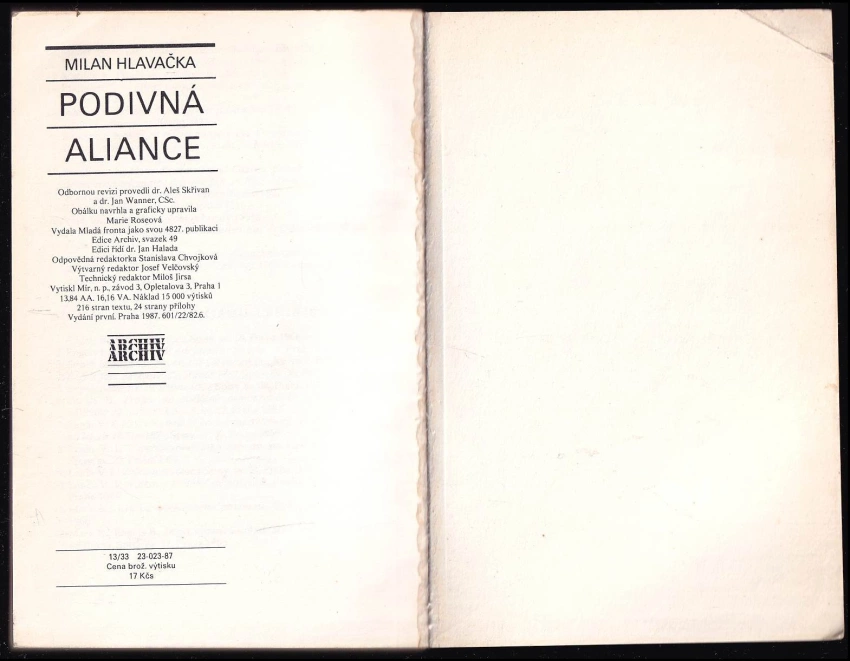 MILAN HLAVAČKA
PODIVNÁ
ALIANCE
Odbornou revizi provedli dr. Aleš Skřivan
a dr. Jan Wanner, CSc.
Obálku navrhla a graficky upravila
Marie Roseová
Vydala Mladá fronta jako svou 4827. publikaci
Edice Archiv, svazek 49
Edici řídí dr. Jan Halada
Odpovědná redaktorka Stanislava Chvojková
Výtvarný redaktor Josef Velčovský
Technický redaktor Miloš Jirsa
Vytiskl Mír, n. p., závod 3, Opletalova 3, Praha 1
13,84 AA. 16,16 VA. Náklad 15 000 výtisků
216 stran textu, 24 strany přílohy
Vydání první. Praha 1987. 601/22/82.6.
ARCHIV
ARCHIV
13/33 23-023-87
Cena brož. výtisku
17 Kčs